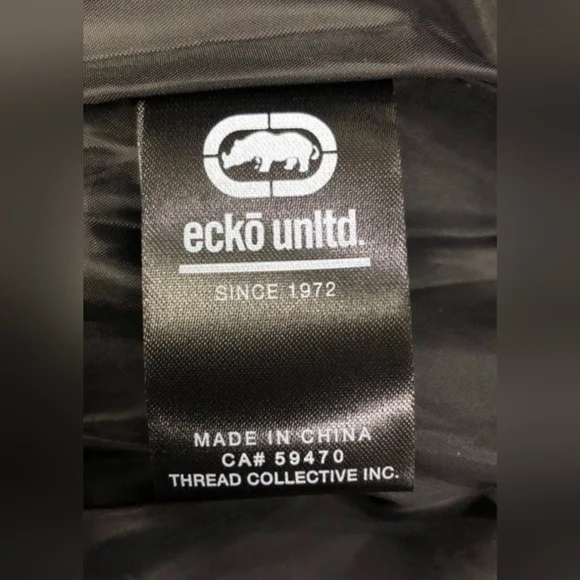 eckō unltd.
SINCE 1972
MADE IN CHINA
CA# 59470
THREAD COLLECTIVE INC.